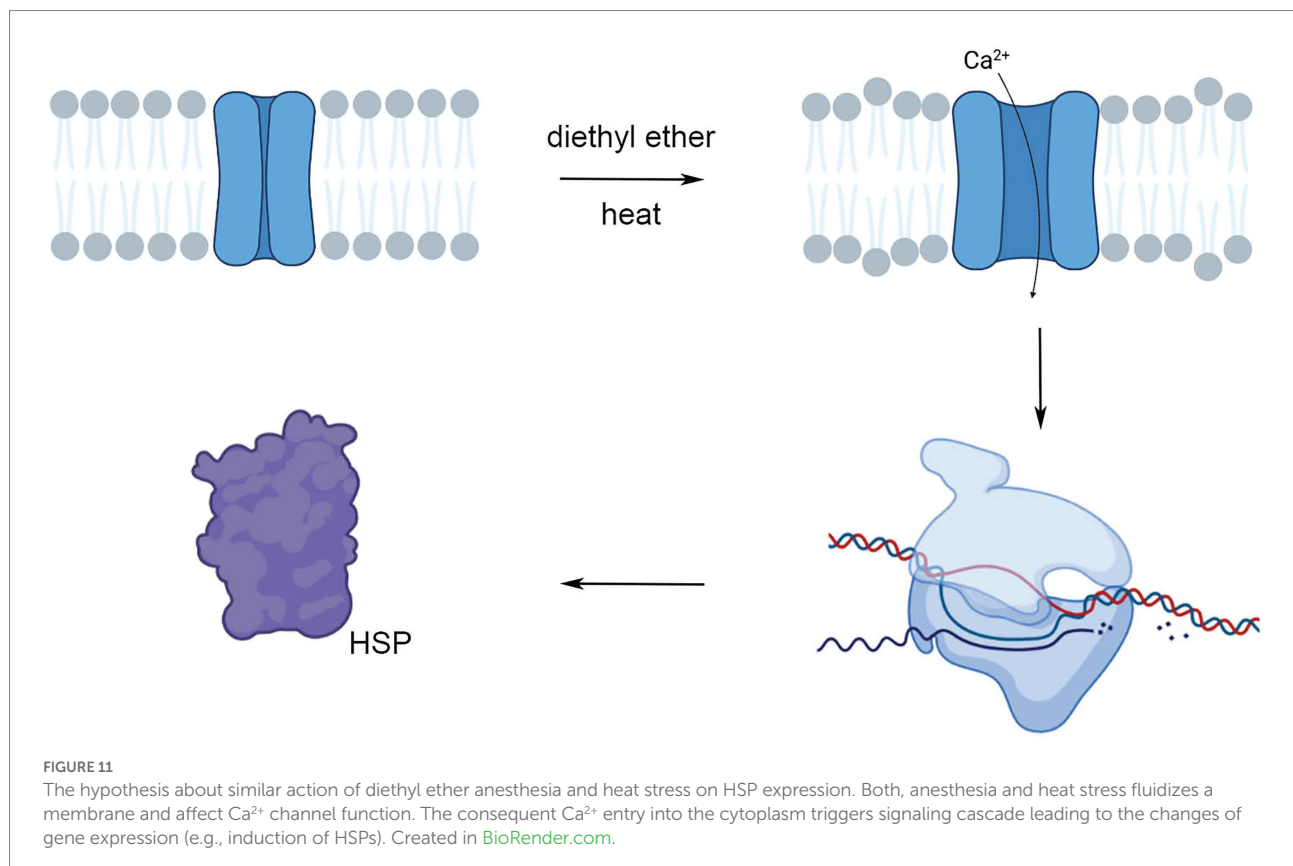 Ca²⁺
diethyl ether
heat
HSP
FIGURE 11
The hypothesis about similar action of diethyl ether anesthesia and heat stress on HSP expression. Both, anesthesia and heat stress fluidizes a
membrane and affect Ca²⁺ channel function. The consequent Ca²⁺ entry into the cytoplasm triggers signaling cascade leading to the changes of
gene expression (e.g., induction of HSPs). Created in BioRender.com.